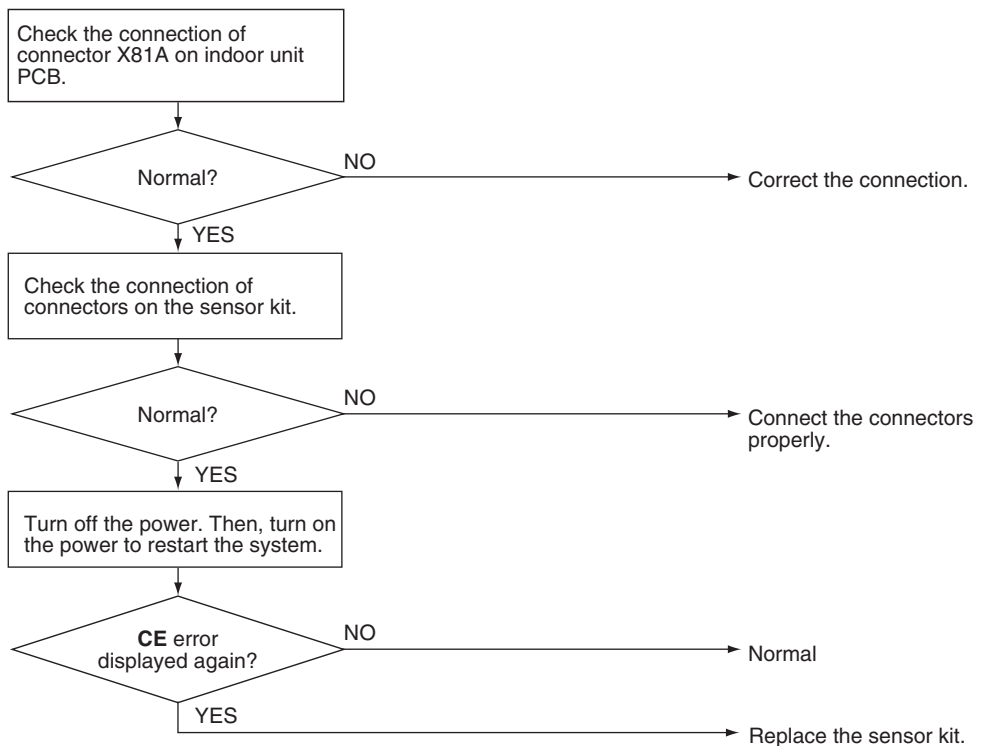 Check the connection of
connector X81A on indoor unit
PCB.
Normal?
NO
Correct the connection.
YES
Check the connection of
connectors on the sensor kit.
Normal?
NO
Connect the connectors
properly.
YES
Turn off the power. Then, turn on
the power to restart the system.
CE error
displayed again?
NO
Normal
YES
Replace the sensor kit.